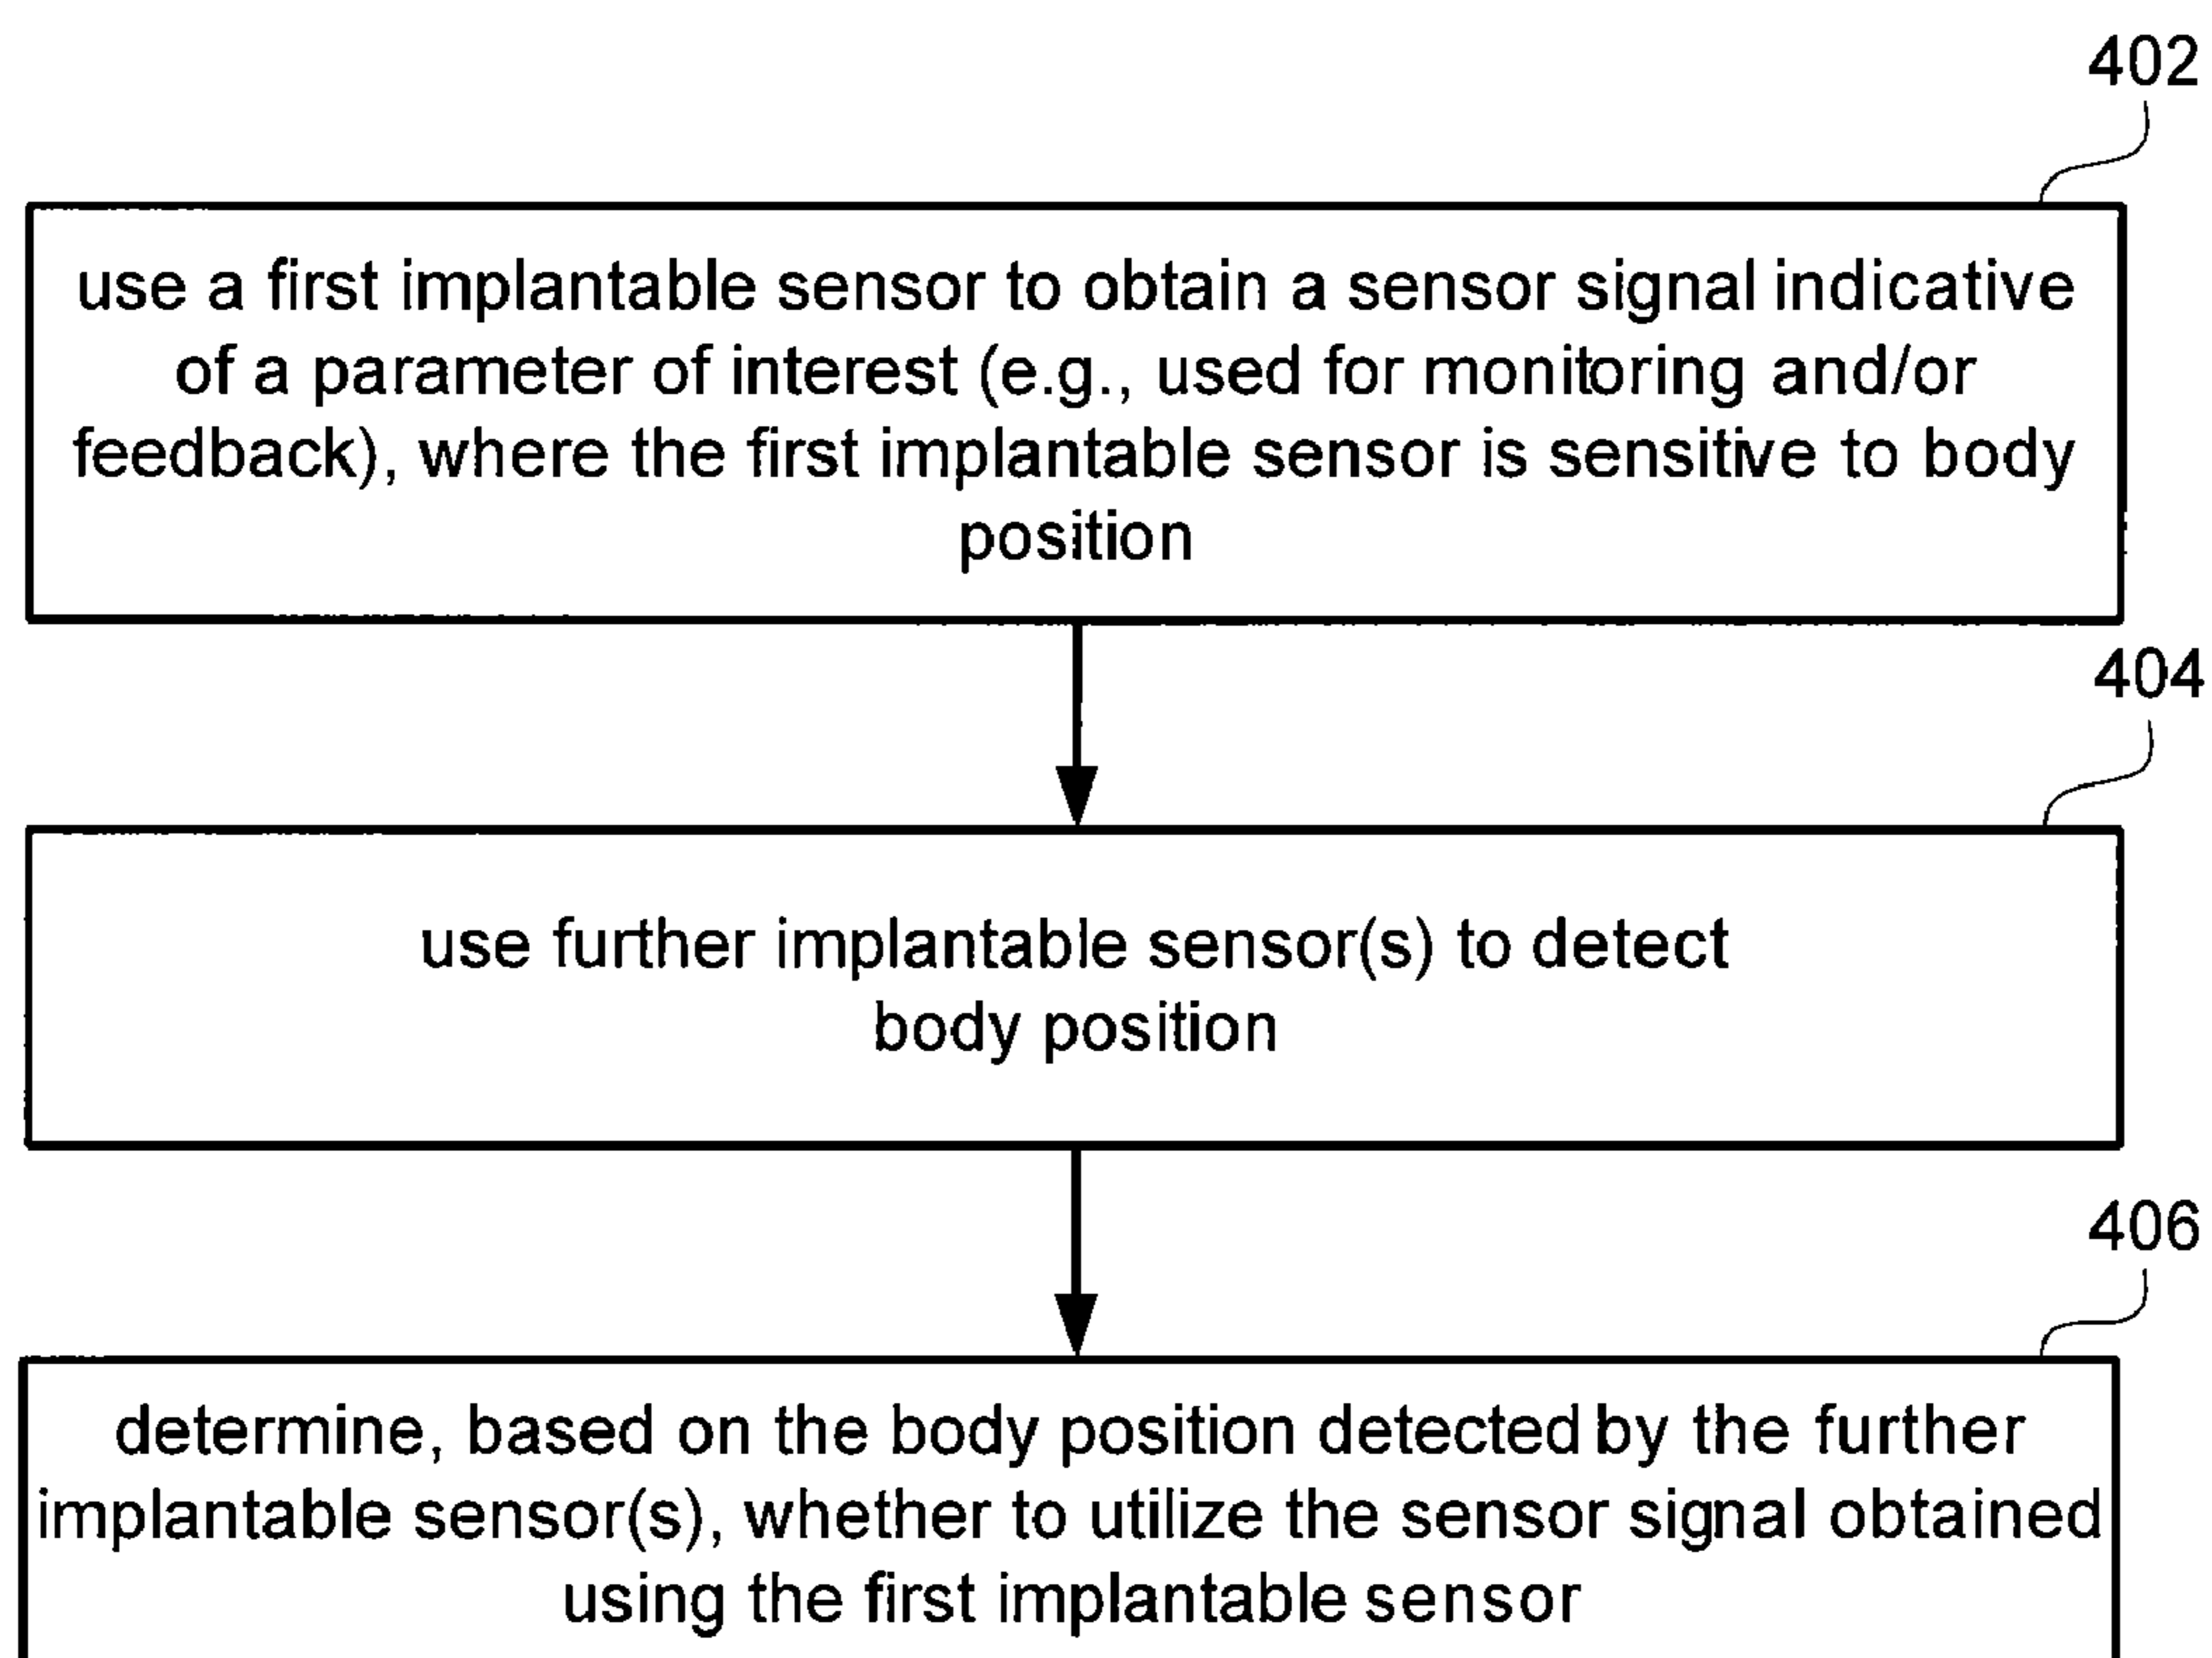 402
use a first implantable sensor to obtain a sensor signal indicative
of a parameter of interest (e.g., used for monitoring and/or
feedback), where the first implantable sensor is sensitive to body
position
404
use further implantable sensor(s) to detect
body position
406
determine, based on the body position detected by the further
implantable sensor(s), whether to utilize the sensor signal obtained
using the first implantable sensor